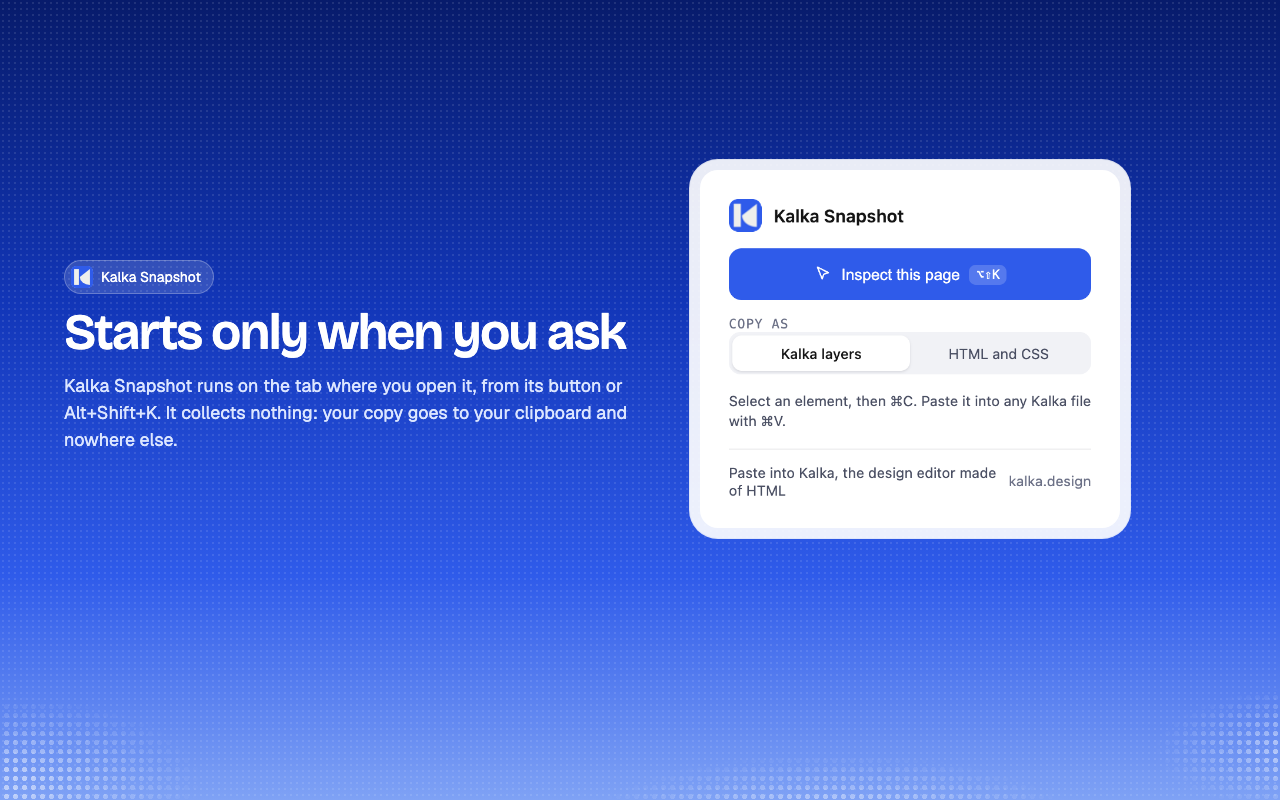 Kalka Snapshot
Starts only when you ask
Kalka Snapshot runs on the tab where you open it, from its button or
Alt+Shift+K. It collects nothing: your copy goes to your clipboard and
nowhere else.
Kalka Snapshot
Inspect this page ⌥⇧K
COPY AS
Kalka layers
HTML and CSS
Select an element, then ⌘C. Paste it into any Kalka file
with ⌘V.
Paste into Kalka, the design editor made
of HTML
kalka.design